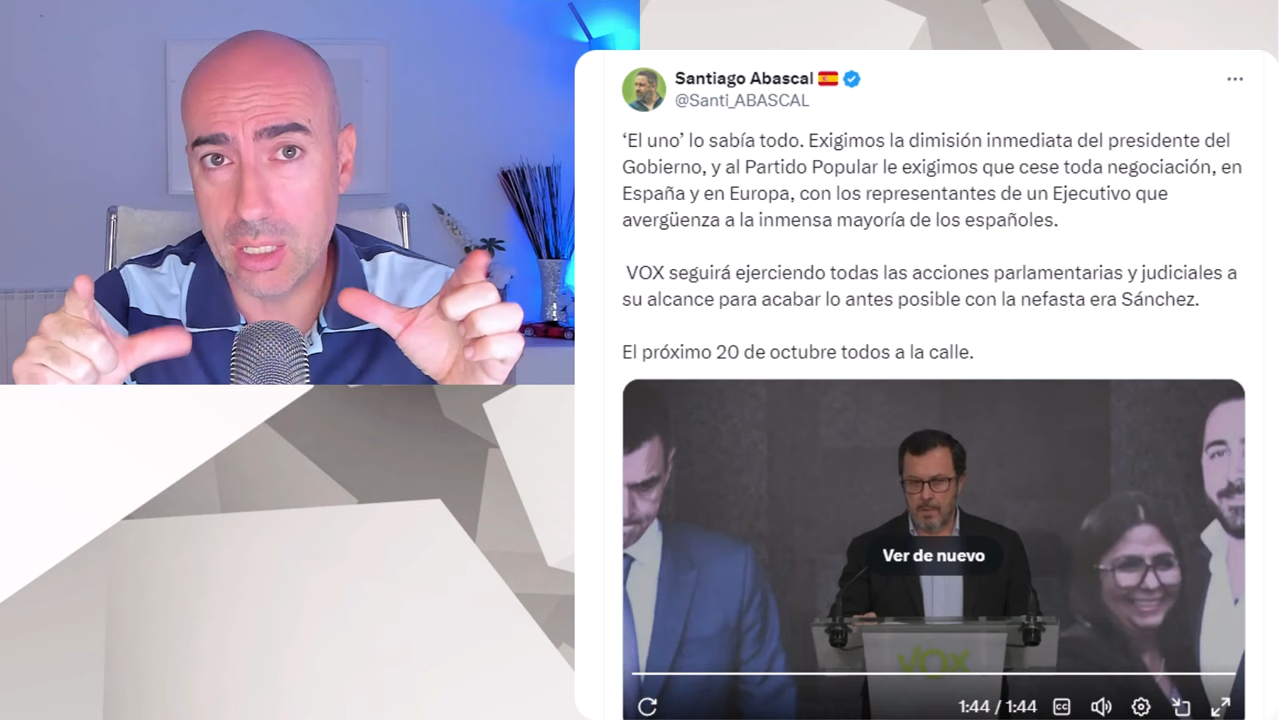 Santiago Abascal
@Santi_ABASCAL
‘El uno’ lo sabía todo. Exigimos la dimisión inmediata del presidente del
Gobierno, y al Partido Popular le exigimos que cese toda negociación, en
España y en Europa, con los representantes de un Ejecutivo que
avergüenza a la inmensa mayoría de los españoles.
VOX seguirá ejerciendo todas las acciones parlamentarias y judiciales a
su alcance para acabar lo antes posible con la nefasta era Sánchez.
El próximo 20 de octubre todos a la calle.
Ver de nuevo
VOX
1:44 / 1:44
CC